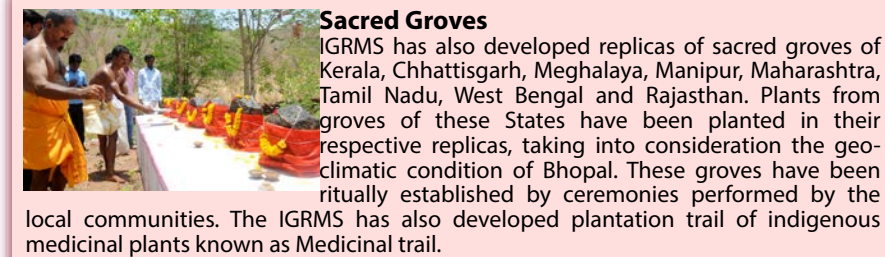 Sacred Groves
IGRMS has also developed replicas of sacred groves of
Kerala, Chhattisgarh, Meghalaya, Manipur, Maharashtra,
Tamil Nadu, West Bengal and Rajasthan. Plants from
groves of these States have been planted in their
respective replicas, taking into consideration the geo-
climatic condition of Bhopal. These groves have been
ritually established by ceremonies performed by the
local communities. The IGRMS has also developed plantation trail of indigenous
medicinal plants known as Medicinal trail.